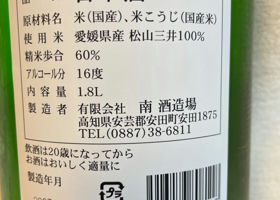 原材料名 米(国産)、米こうじ(国産米)
使用米 愛媛県産 松山三井100%
精米歩合 60%
アルコール分 16度
内容量 1.8L
製造者 有限会社 南 酒造場
高知県安芸郡安田町安田1875
TEL(0887)38-6811
飲酒は20歳になってから
お酒はおいしく適量に
製造年月